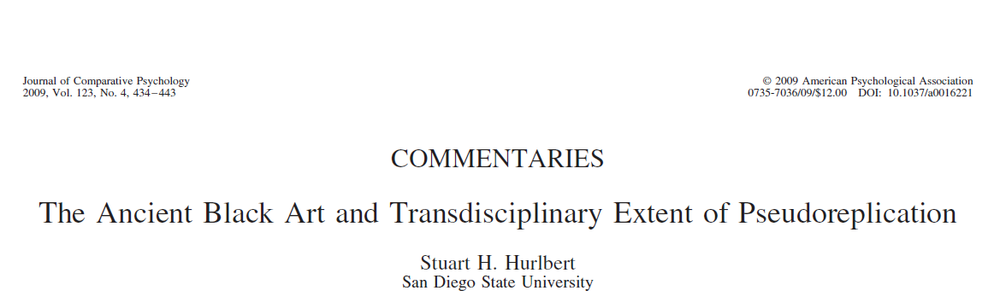 Journal of Comparative Psychology
2009, Vol. 123, No. 4, 434–443
© 2009 American Psychological Association
0735-7036/09/$12.00 DOI: 10.1037/a0016221
COMMENTARIES
The Ancient Black Art and Transdisciplinary Extent of Pseudoreplication
Stuart H. Hurlbert
San Diego State University